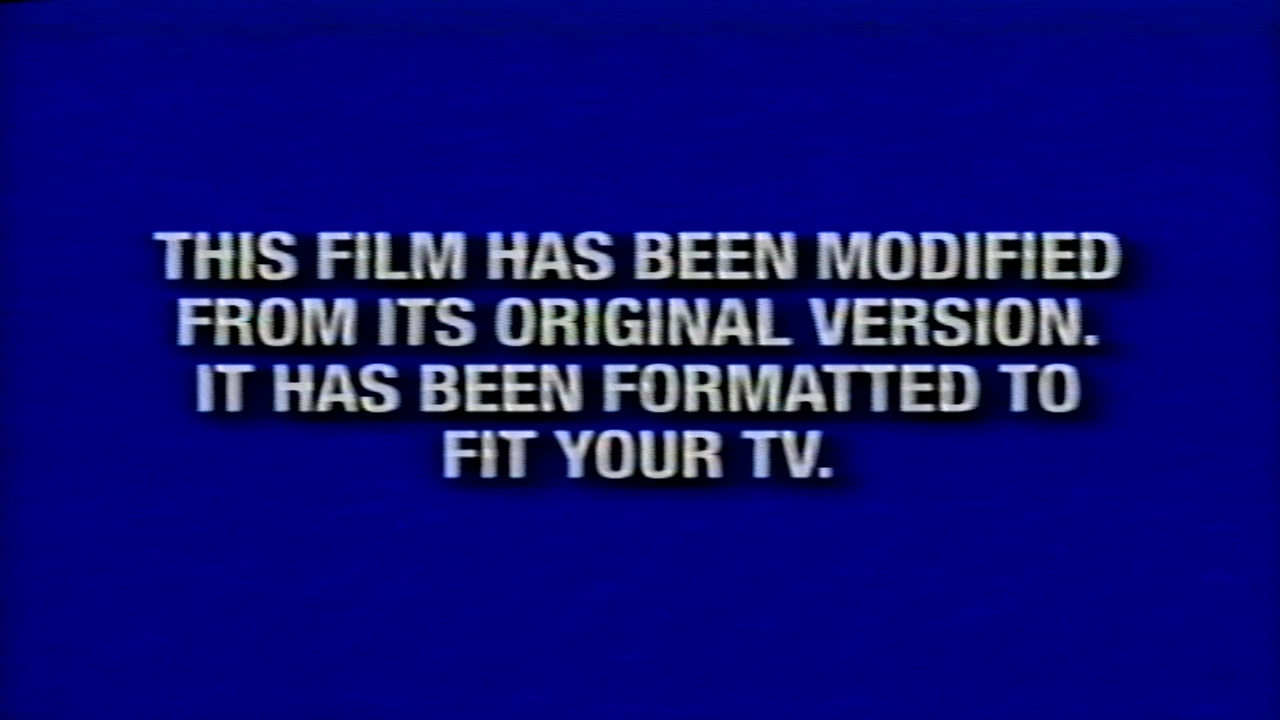 THIS FILM HAS BEEN MODIFIED
FROM ITS ORIGINAL VERSION.
IT HAS BEEN FORMATTED TO
FIT YOUR TV.